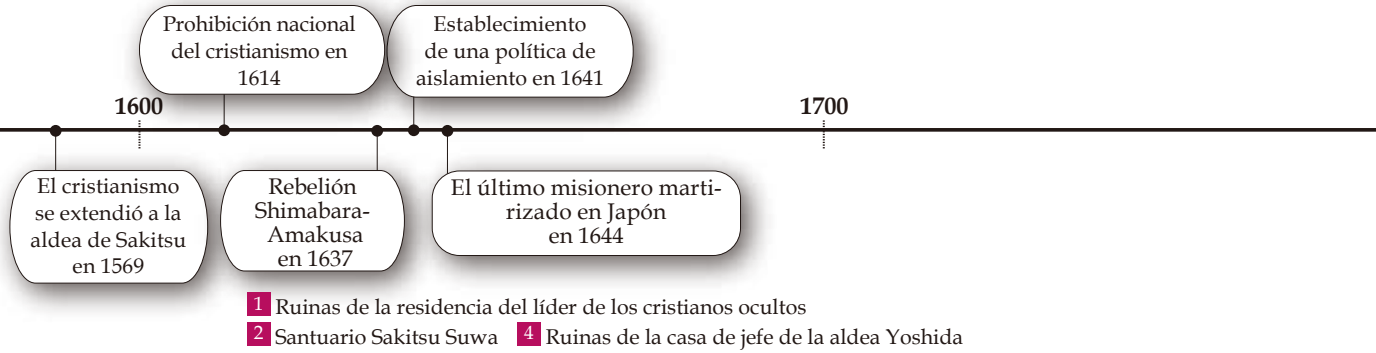 Prohibición nacional
del cristianismo en
1614
Establecimiento
de una política de
aislamiento en 1641
1600
1700
El cristianismo
se extendió a la
aldea de Sakitsu
en 1569
Rebelión
Shimabara-
Amakusa
en 1637
El último misionero marti-
rizado en Japón
en 1644
1 Ruinas de la residencia del líder de los cristianos ocultos
2 Santuario Sakitsu Suwa 4 Ruinas de la casa de jefe de la aldea Yoshida